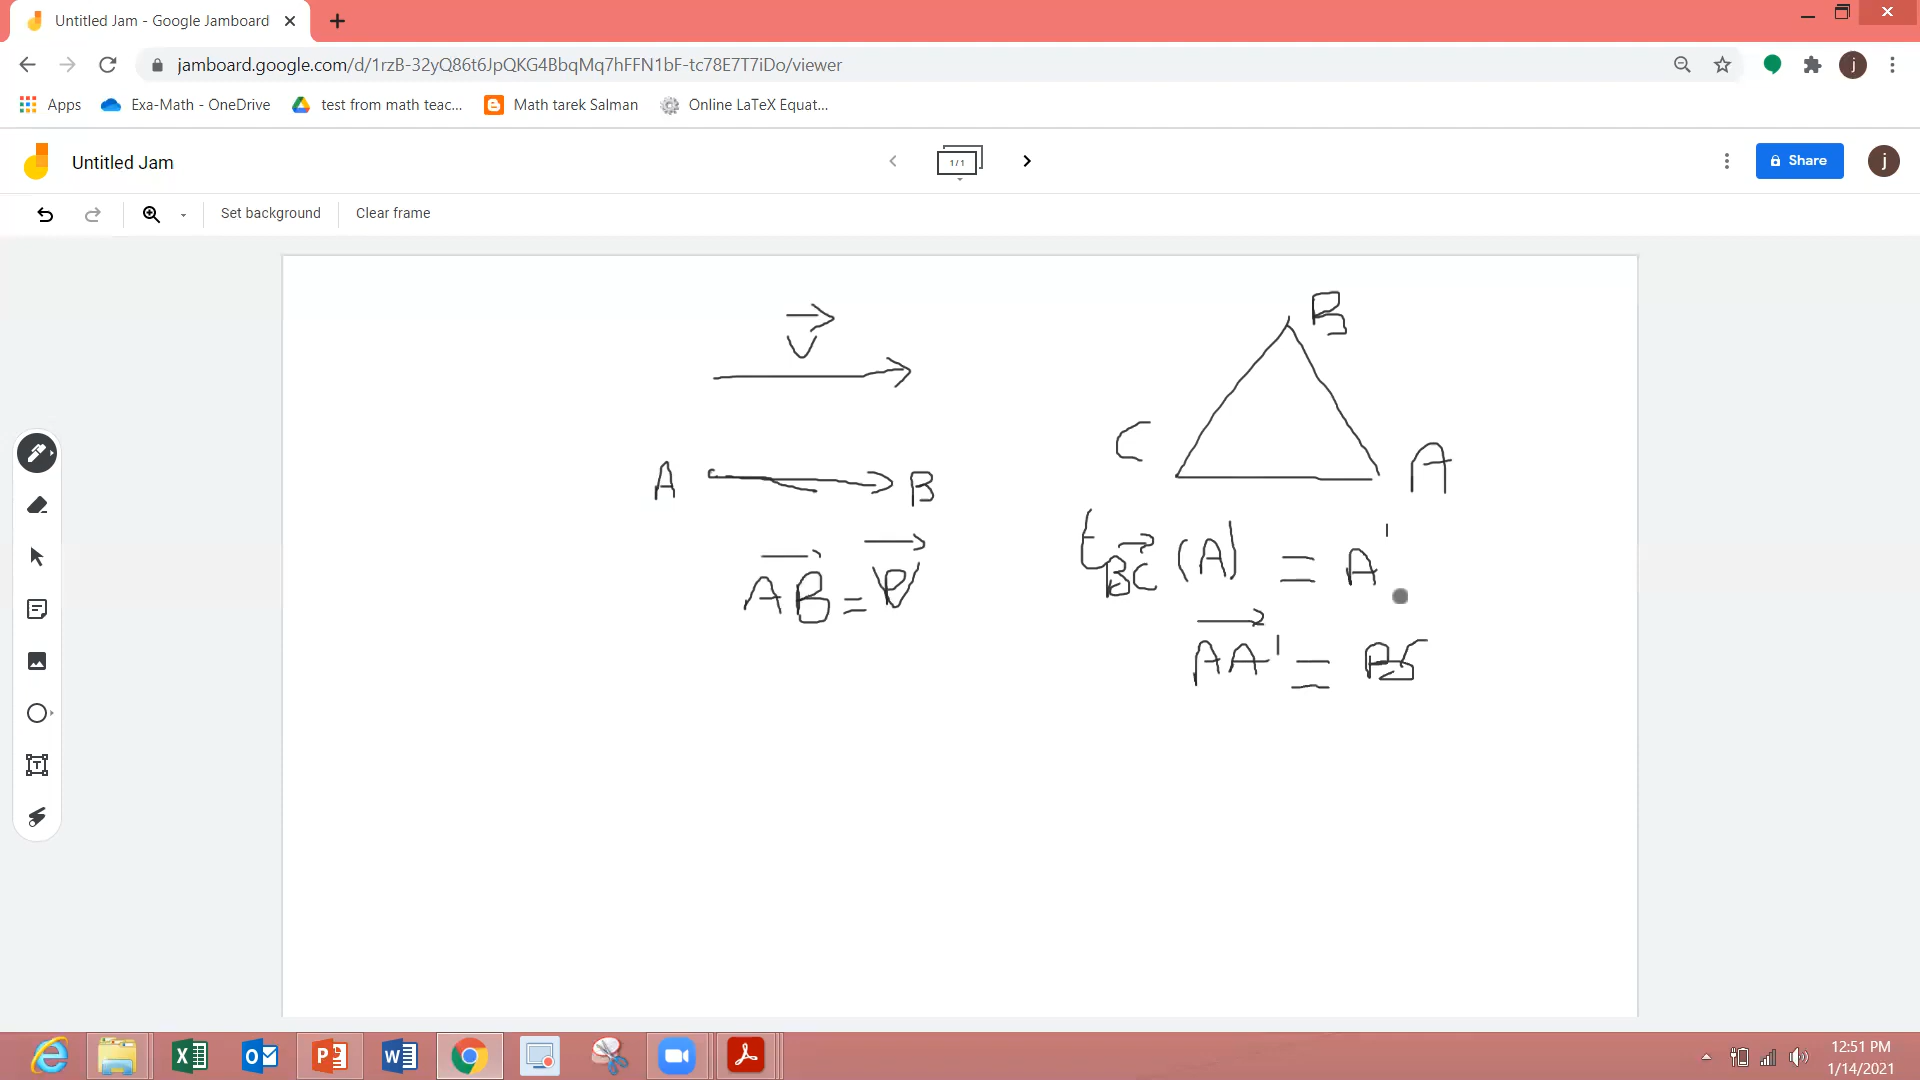 Untitled Jam - Google Jamboard
jamboard.google.com/d/1rzB-32yQ86t6JpQKG4BbqMq7hFFN1bF-tc78E7T7iDo/viewer
Apps Exa-Math - OneDrive test from math teac... Math tarek Salman Online LaTeX Equat...
Untitled Jam
1/1
Share
j
Set background Clear frame
V
A B
AB =
B
C
A
t BC (A) = A'
AA' =
12:51 PM
1/14/2021